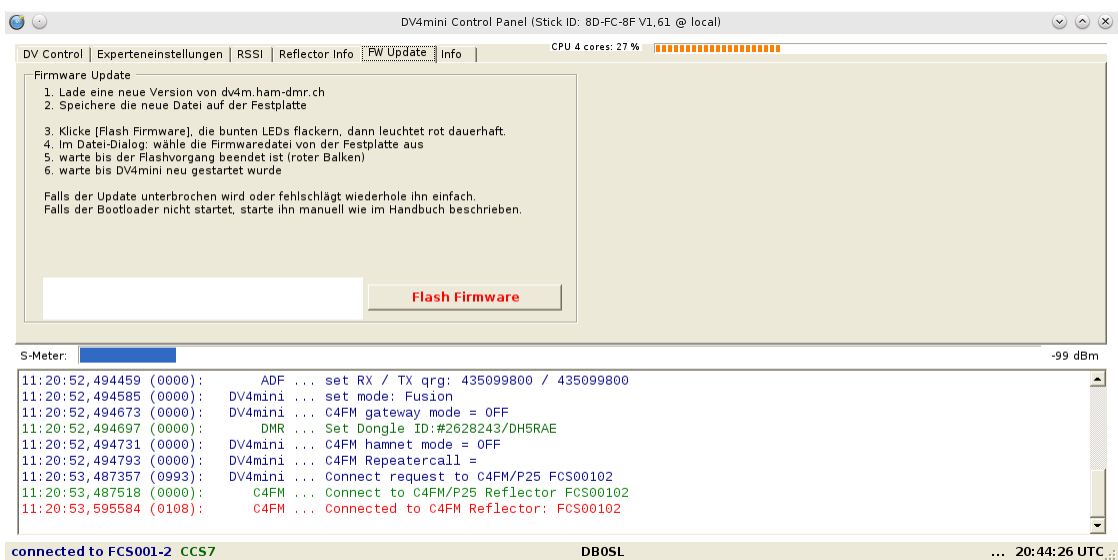 DV4mini Control Panel (Stick ID: 8D-FC-8F V1,61 @ local)
DV Control | Experteneinstellungen | RSSI | Reflector Info | FW Update | Info | CPU 4 cores: 27 %
Firmware Update
1. Lade eine neue Version von dv4m.ham-dmr.ch
2. Speichere die neue Datei auf der Festplatte
3. Klicke [Flash Firmware], die bunten LEDs flackern, dann leuchtet rot dauerhaft.
4. Im Datei-Dialog: wähle die Firmwaredatei von der Festplatte aus
5. warte bis der Flashvorgang beendet ist (roter Balken)
6. warte bis DV4mini neu gestartet wurde
Falls der Update unterbrochen wird oder fehlschlägt wiederhole ihn einfach.
Falls der Bootloader nicht startet, starte ihn manuell wie im Handbuch beschrieben.
Flash Firmware
S-Meter: -99 dBm
11:20:52,494459 (0000): ADF ... set RX / TX qrg: 435099800 / 435099800
11:20:52,494585 (0000): DV4mini ... set mode: Fusion
11:20:52,494673 (0000): DV4mini ... C4FM gateway mode = OFF
11:20:52,494697 (0000): DMR ... Set Dongle ID:#2628243/DH5RAE
11:20:52,494731 (0000): DV4mini ... C4FM hamnet mode = OFF
11:20:52,494793 (0000): DV4mini ... C4FM Repeatercall =
11:20:53,487357 (0993): DV4mini ... Connect request to C4FM/P25 FCS00102
11:20:53,487518 (0000): C4FM ... Connect to C4FM/P25 Reflector FCS00102
11:20:53,595584 (0108): C4FM ... Connected to C4FM Reflector: FCS00102
connected to FCS001-2 CCS7 DB0SL ... 20:44:26 UTC